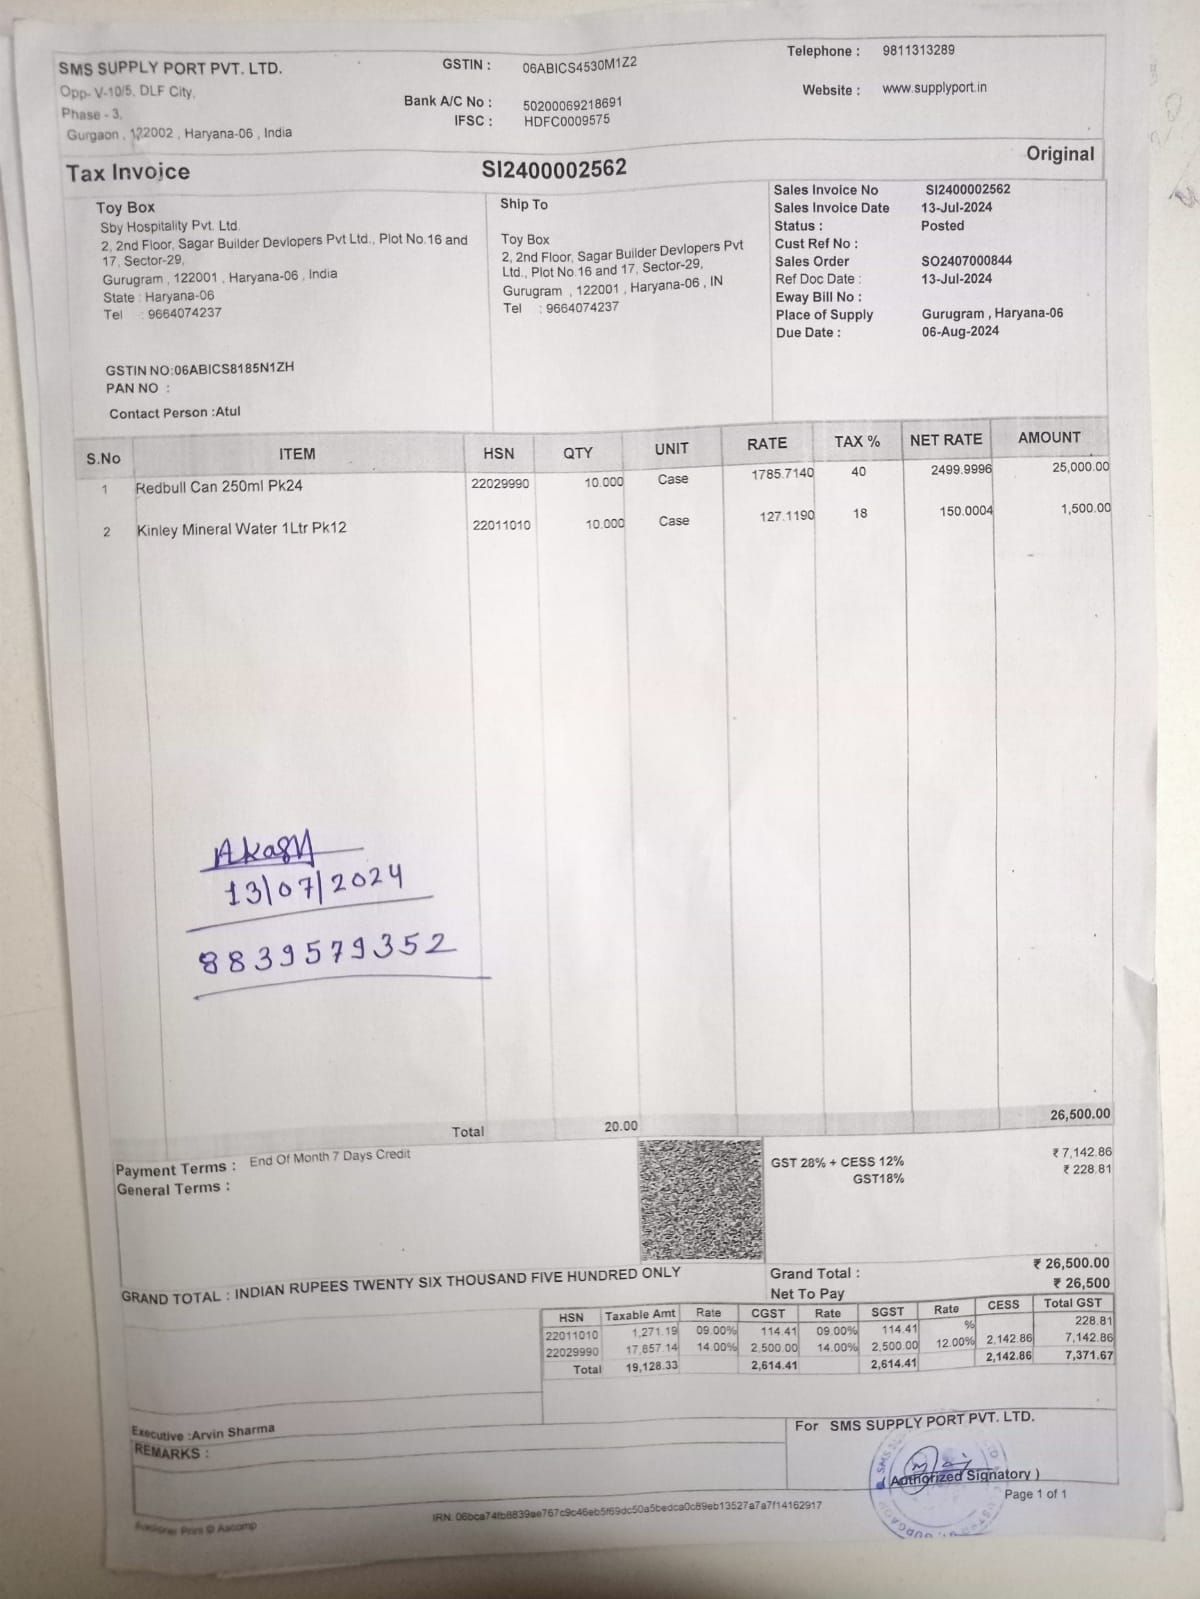 SMS SUPPLY PORT PVT. LTD.
Opp- V-10/5, DLF City,
Phase - 3,
Gurgaon , 122002 , Haryana-06 , India
GSTIN : 06ABICS4530M1Z2
Bank A/C No : 50200069218691
IFSC : HDFC0009575
Telephone : 9811313289
Website : www.supplyport.in
Tax Invoice SI2400002562 Original
Toy Box
Sby Hospitality Pvt. Ltd.
2, 2nd Floor, Sagar Builder Devlopers Pvt Ltd., Plot No.16 and
17, Sector-29,
Gurugram , 122001 , Haryana-06 , India
State : Haryana-06
Tel : 9664074237
GSTIN NO:06ABICS8185N1ZH
PAN NO :
Contact Person :Atul
Ship To
Toy Box
2, 2nd Floor, Sagar Builder Devlopers Pvt
Ltd., Plot No.16 and 17, Sector-29,
Gurugram , 122001 , Haryana-06 , IN
Tel : 9664074237
Sales Invoice No SI2400002562
Sales Invoice Date 13-Jul-2024
Status : Posted
Cust Ref No :
Sales Order SO2407000844
Ref Doc Date : 13-Jul-2024
Eway Bill No :
Place of Supply Gurugram , Haryana-06
Due Date : 06-Aug-2024
S.No ITEM HSN QTY UNIT RATE TAX % NET RATE AMOUNT
1 Redbull Can 250ml Pk24 22029990 10.000 Case 1785.7140 40 2499.9996 25,000.00
2 Kinley Mineral Water 1Ltr Pk12 22011010 10.000 Case 127.1190 18 150.0004 1,500.00
Akash
13/07/2024
8839579352
Total 20.00 26,500.00
Payment Terms : End Of Month 7 Days Credit
General Terms :
GST 28% + CESS 12% ₹ 7,142.86
GST18% ₹ 228.81
GRAND TOTAL : INDIAN RUPEES TWENTY SIX THOUSAND FIVE HUNDRED ONLY
Grand Total : ₹ 26,500.00
Net To Pay ₹ 26,500
HSN Taxable Amt Rate CGST Rate SGST Rate CESS Total GST
22011010 1,271.19 09.00% 114.41 09.00% 114.41 % 228.81
22029990 17,857.14 14.00% 2,500.00 14.00% 2,500.00 12.00% 2,142.86 7,142.86
Total 19,128.33 2,614.41 2,614.41 2,142.86 7,371.67
Executive :Arvin Sharma
REMARKS :
For SMS SUPPLY PORT PVT. LTD.
( Authorized Signatory )
Page 1 of 1